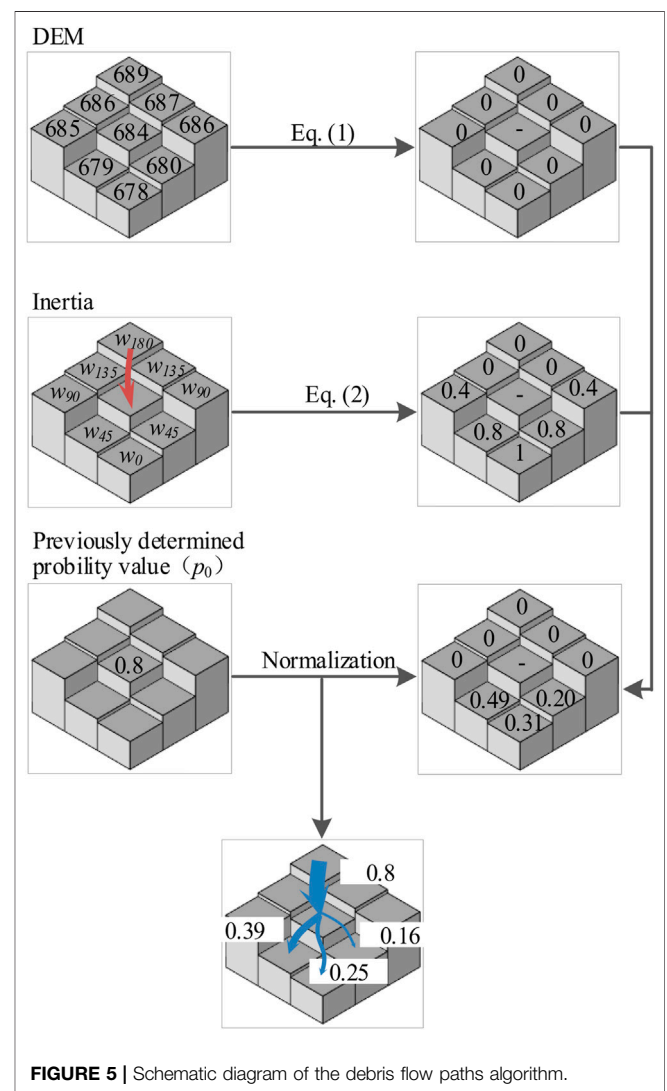 DEM
689
686 687
685 684 686
679 680
678
Eq. (1)
0
0 0
0 - 0
0 0
0
Inertia
w180
w135 w135
w90 w90
w45 w45
w0
Eq. (2)
0
0 0
0.4 - 0.4
0.8 0.8
1
Previously determined
probility value（p0）
0.8
Normalization
0
0 0
0 - 0
0.49 0.20
0.31
0.8
0.39 0.16
0.25
FIGURE 5 | Schematic diagram of the debris flow paths algorithm.